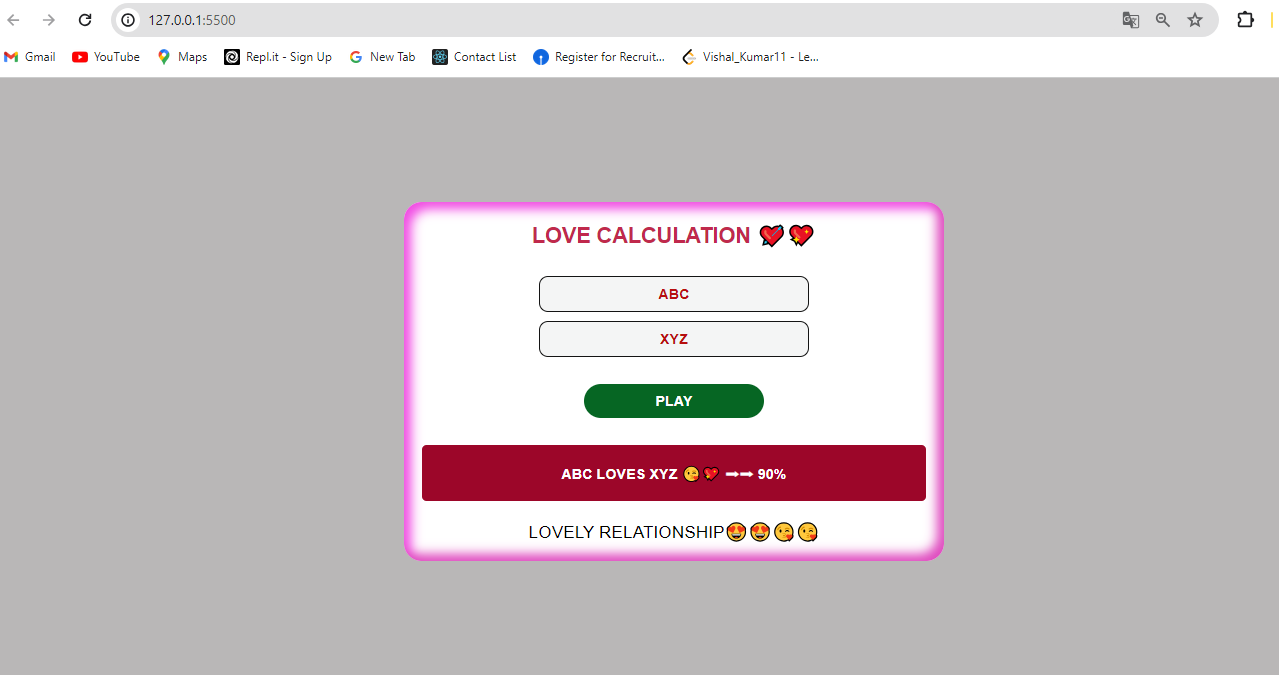 127.0.0.1:5500
Gmail YouTube Maps Repl.it - Sign Up New Tab Contact List Register for Recruit... Vishal_Kumar11 - Le...
LOVE CALCULATION 💘💖
ABC
XYZ
PLAY
ABC LOVES XYZ 😘💖 ➡➡ 90%
LOVELY RELATIONSHIP😍😍😘😘